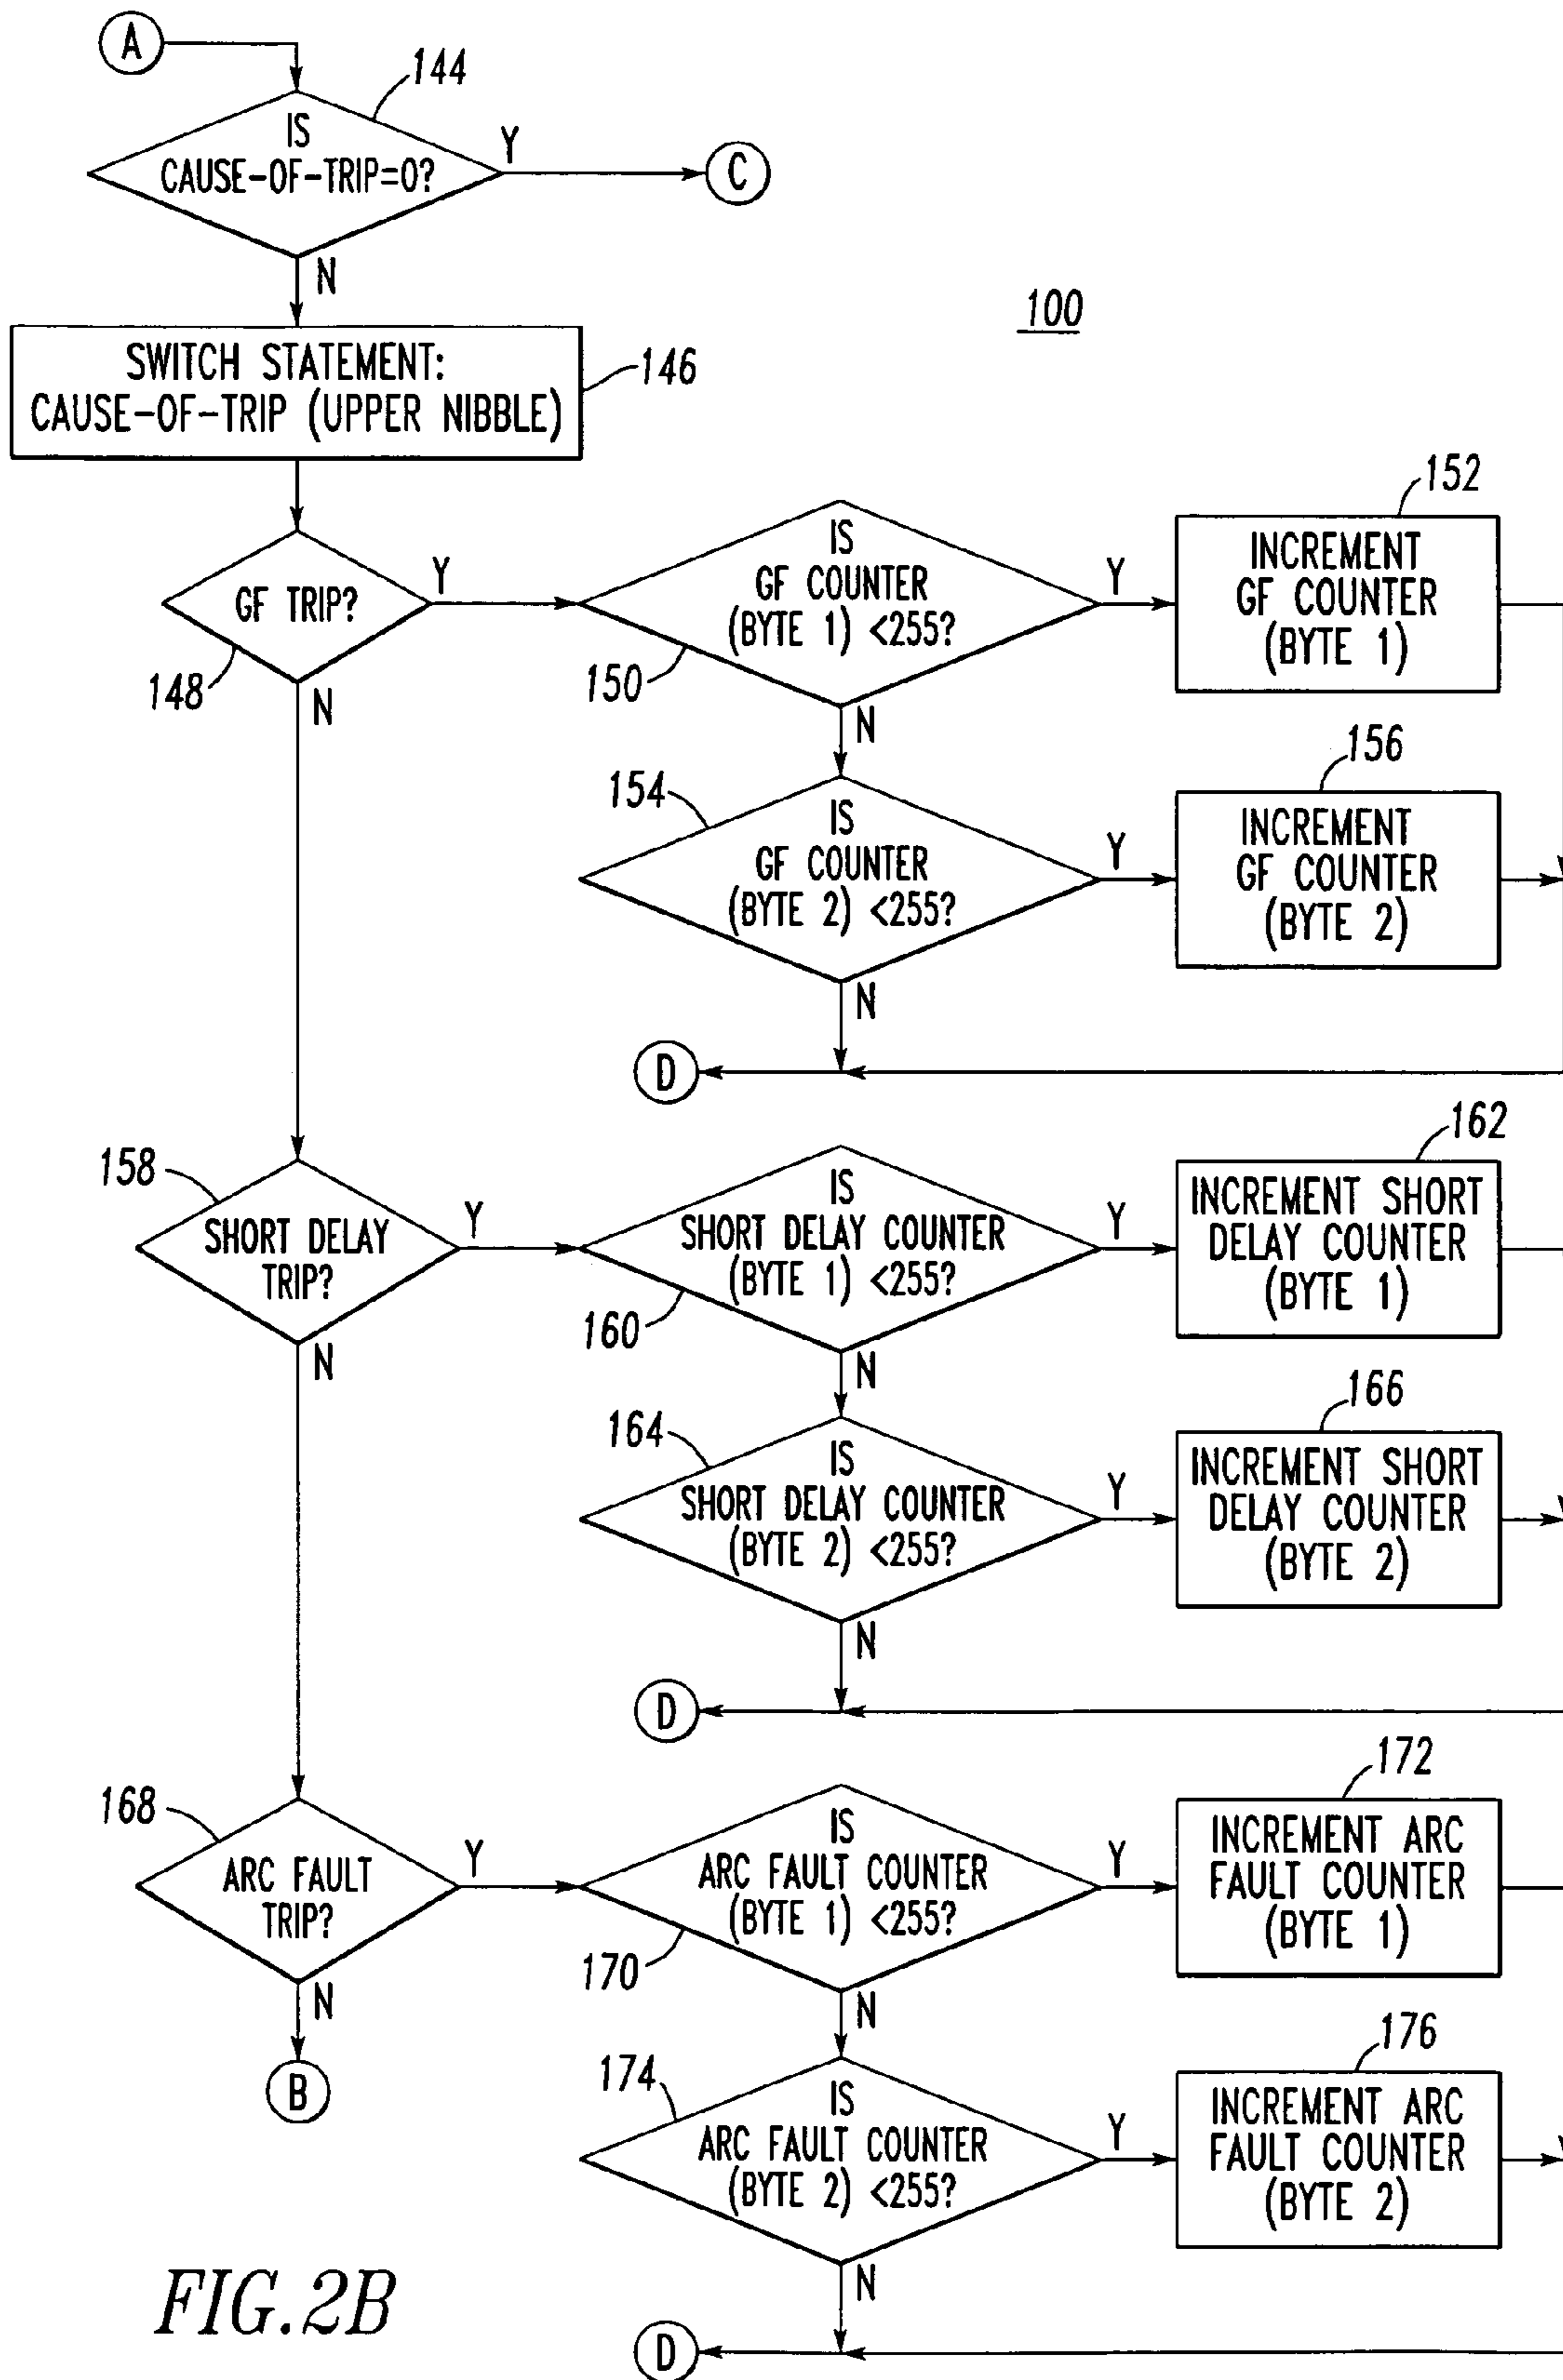 A
144
IS
CAUSE-OF-TRIP=0?
Y
C
N
100
SWITCH STATEMENT:
CAUSE-OF-TRIP (UPPER NIBBLE)
146
GF TRIP?
148
Y
N
IS
GF COUNTER
(BYTE 1) <255?
150
Y
N
INCREMENT
GF COUNTER
(BYTE 1)
152
154
IS
GF COUNTER
(BYTE 2) <255?
Y
N
INCREMENT
GF COUNTER
(BYTE 2)
156
D
158
SHORT DELAY
TRIP?
Y
N
IS
SHORT DELAY COUNTER
(BYTE 1) <255?
160
Y
N
INCREMENT SHORT
DELAY COUNTER
(BYTE 1)
162
164
IS
SHORT DELAY COUNTER
(BYTE 2) <255?
Y
N
INCREMENT SHORT
DELAY COUNTER
(BYTE 2)
166
D
168
ARC FAULT
TRIP?
Y
N
B
IS
ARC FAULT COUNTER
(BYTE 1) <255?
170
Y
N
INCREMENT ARC
FAULT COUNTER
(BYTE 1)
172
174
IS
ARC FAULT COUNTER
(BYTE 2) <255?
Y
N
INCREMENT ARC
FAULT COUNTER
(BYTE 2)
176
D
FIG.2B